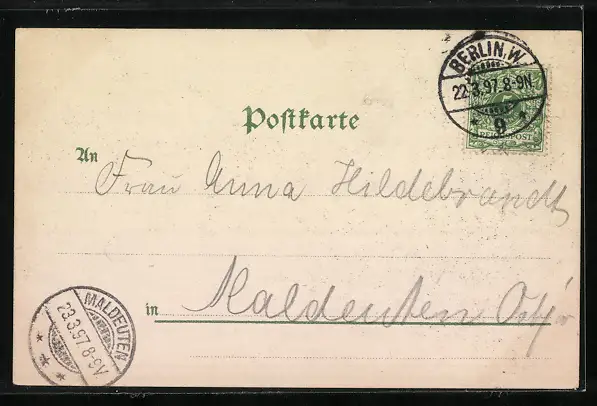 BERLIN. W.
22.3.97.8-9N.
9
REICHSPOST
Postkarte
An Frau Anna Hildebrandt
in Maldeuten Ostpr
MALDEUTEN
23.3.97.8-9V